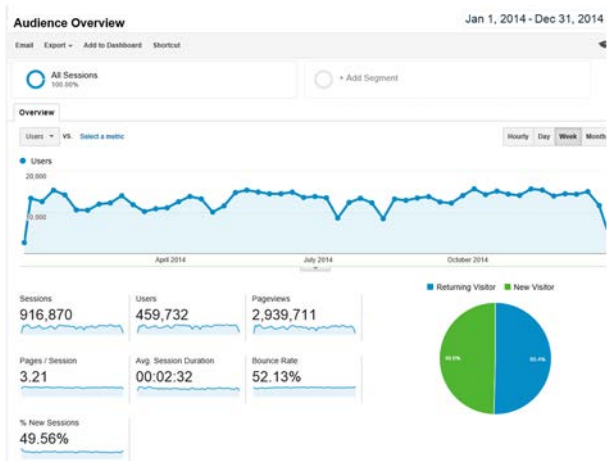 Audience Overview
Jan 1, 2014 - Dec 31, 2014
Email Export Add to Dashboard Shortcut
All Sessions
100.00%
+ Add Segment
Overview
Users VS. Select a metric
Hourly Day Week Month
Users
20,000
10,000
April 2014 July 2014 October 2014
Returning Visitor New Visitor
Sessions
916,870
Users
459,732
Pageviews
2,939,711
Pages / Session
3.21
Avg. Session Duration
00:02:32
Bounce Rate
52.13%
% New Sessions
49.56%